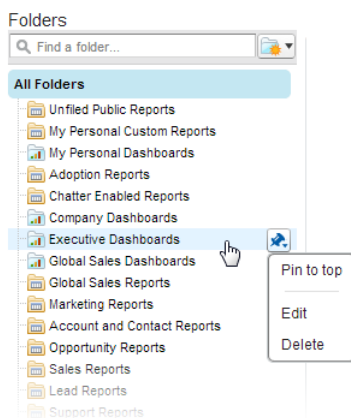 Folders
Find a folder...
All Folders
Unfiled Public Reports
My Personal Custom Reports
My Personal Dashboards
Adoption Reports
Chatter Enabled Reports
Company Dashboards
Executive Dashboards
Global Sales Dashboards
Pin to top
Global Sales Reports
Marketing Reports
Edit
Account and Contact Reports
Opportunity Reports
Delete
Sales Reports
Lead Reports
Support Reports